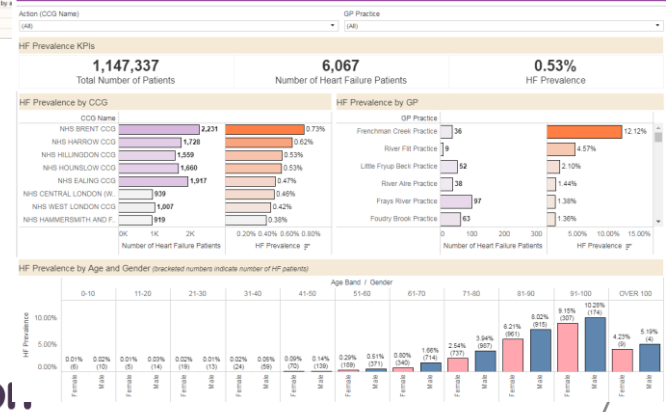 Action (CCG Name) GP Practice
(All) (All)
HF Prevalence KPIs
1,147,337 6,067 0.53%
Total Number of Patients Number of Heart Failure Patients HF Prevalence
HF Prevalence by CCG HF Prevalence by GP
CCG Name GP Practice
NHS BRENT CCG 2,231 0.73% Frenchman Creek Practice 36 12.12%
NHS HARROW CCG 1,728 0.62% River Fitt Practice 9 4.57%
NHS HILLINGDON CCG 1,559 0.53% Little Fryup Beck Practice 52 2.10%
NHS HOUNSLOW CCG 1,660 0.53% River Alre Practice 38 1.44%
NHS EALING CCG 1,917 0.47% Frays River Practice 97 1.38%
NHS CENTRAL LONDON (W.. 939 0.46% Foudry Brook Practice 63 1.36%
NHS WEST LONDON CCG 1,007 0.42%
NHS HAMMERSMITH AND F.. 919 0.38%
0K 1K 2K 0.20% 0.40% 0.60% 0.80% 0 100 200 300 5.00% 10.00% 15.00%
Number of Heart Failure Patients HF Prevalence Number of Heart Failure Patients HF Prevalence
HF Prevalence by Age and Gender (bracketed numbers indicate number of HF patients)
Age Band / Gender
0-10 11-20 21-30 31-40 41-50 51-60 61-70 71-80 81-90 91-100 OVER 100
HF Prevalence
10.00%
5.00%
0.00%
0.01% 0.02% 0.01% 0.03% 0.02% 0.01% 0.02% 0.05% 0.09% 0.14% 0.29% 0.51% 0.80% 1.66% 2.54% 3.94% 6.21% 8.02% 9.15% 10.28% 4.23% 5.19%
(6) (10) (5) (14) (19) (13) (24) (59) (70) (139) (189) (371) (340) (714) (737) (987) (961) (915) (307) (174) (9) (4)
Female Male Female Male Female Male Female Male Female Male Female Male Female Male Female Male Female Male Female Male Female Male